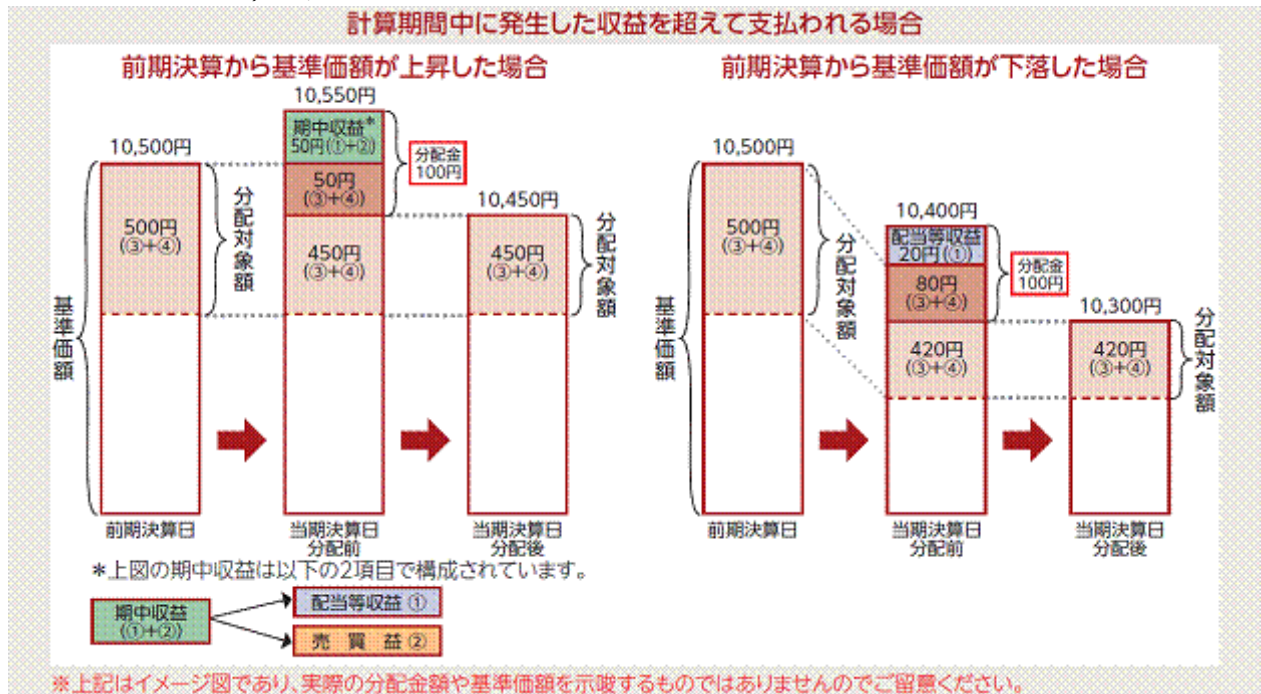 計算期間中に発生した収益を超えて支払われる場合
前期決算から基準価額が上昇した場合
10,550円
10,500円
期中収益*
50円(①+②)
分配金
100円
50円
(③+④)
10,450円
500円
(③+④)
分配対象額
450円
(③+④)
450円
(③+④)
分配対象額
基準価額
前期決算日
当期決算日
分配前
当期決算日
分配後
前期決算から基準価額が下落した場合
10,500円
10,400円
500円
(③+④)
分配対象額
配当等収益
20円(①)
分配金
100円
80円
(③+④)
10,300円
420円
(③+④)
420円
(③+④)
分配対象額
基準価額
前期決算日
当期決算日
分配前
当期決算日
分配後
*上図の期中収益は以下の2項目で構成されています。
期中収益
(①+②)
配当等収益 ①
売 買 益 ②
※上記はイメージ図であり、実際の分配金額や基準価額を示唆するものではありませんのでご留意ください。